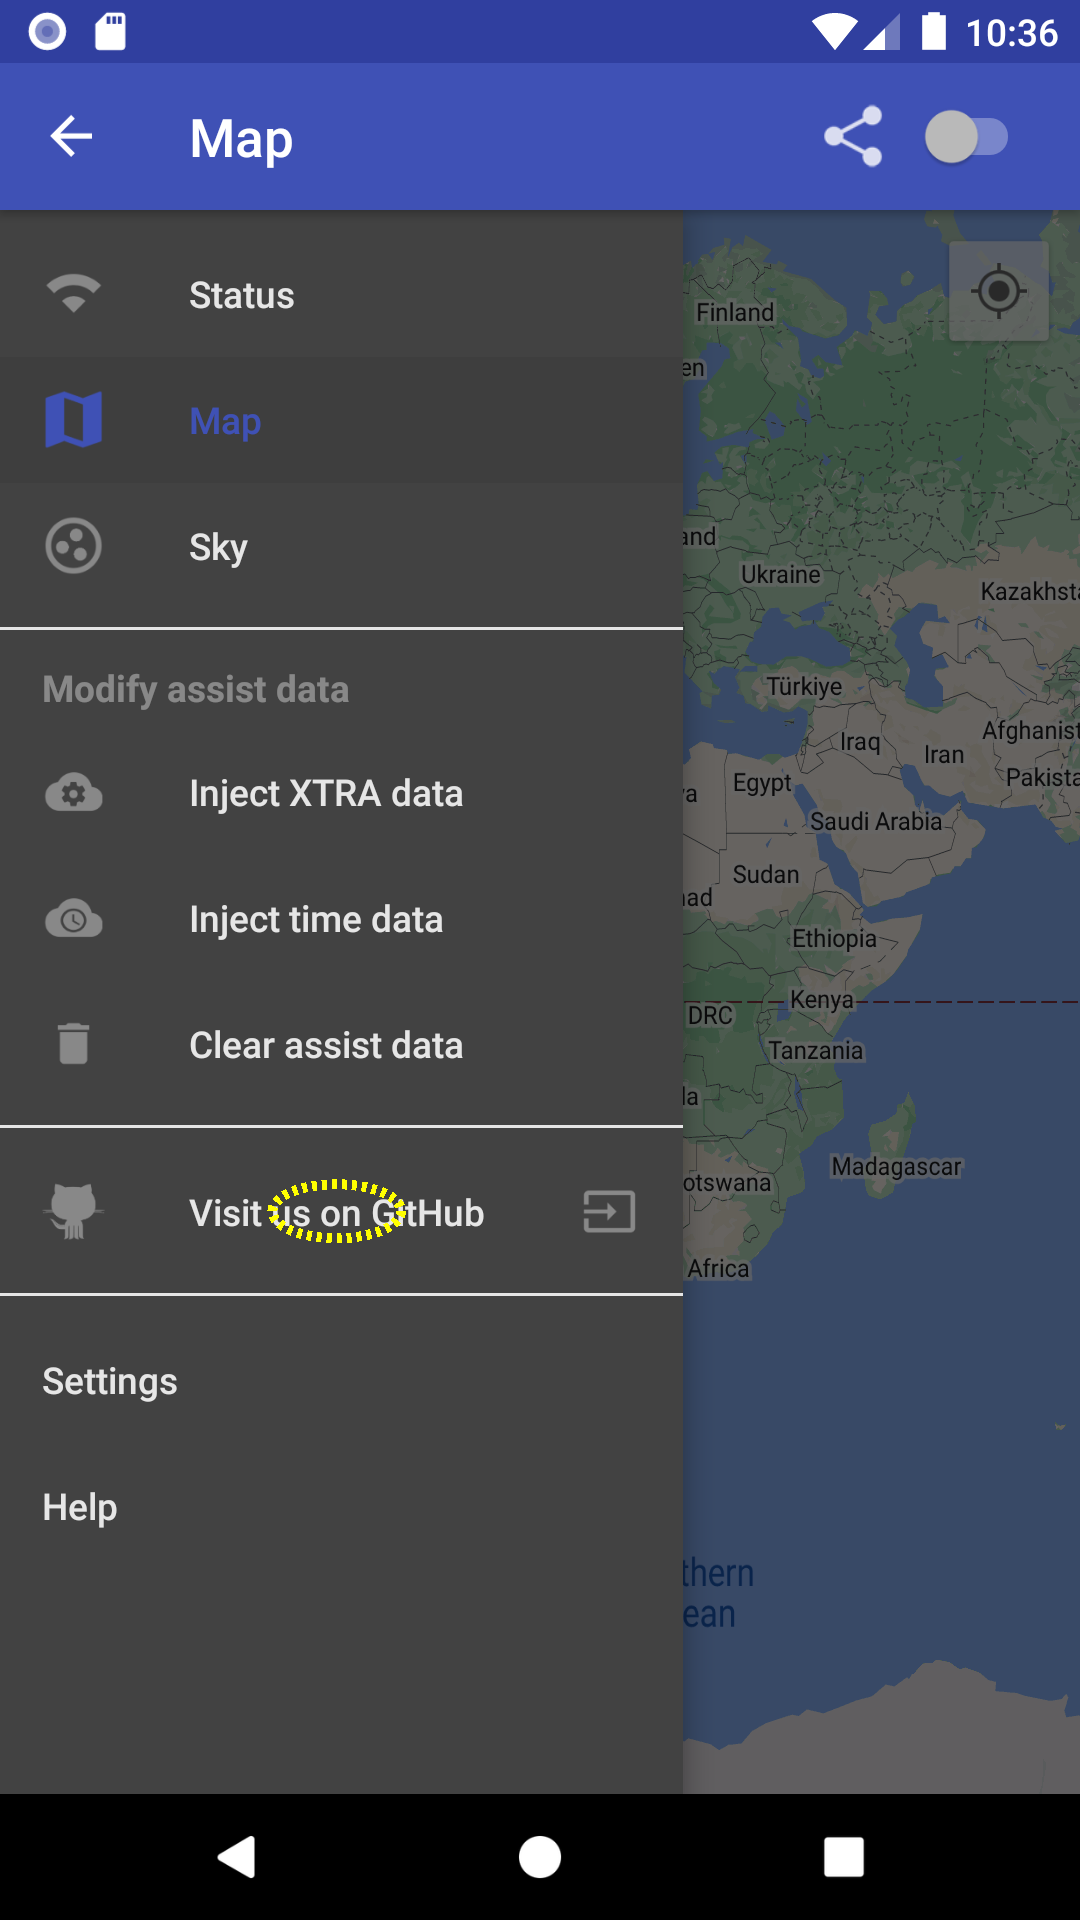 10:36
Map
Status
Map
Sky
Modify assist data
Inject XTRA data
Inject time data
Clear assist data
Visit us on GitHub
Settings
Help
Finland
en
and
Ukraine
Kazakhsta
Türkiye
Afghanist
Iraq
Iran
Pakista
Egypt
ya
Saudi Arabia
Sudan
had
Ethiopia
Kenya
DRC
Tanzania
la
Madagascar
otswana
Africa
thern
ean